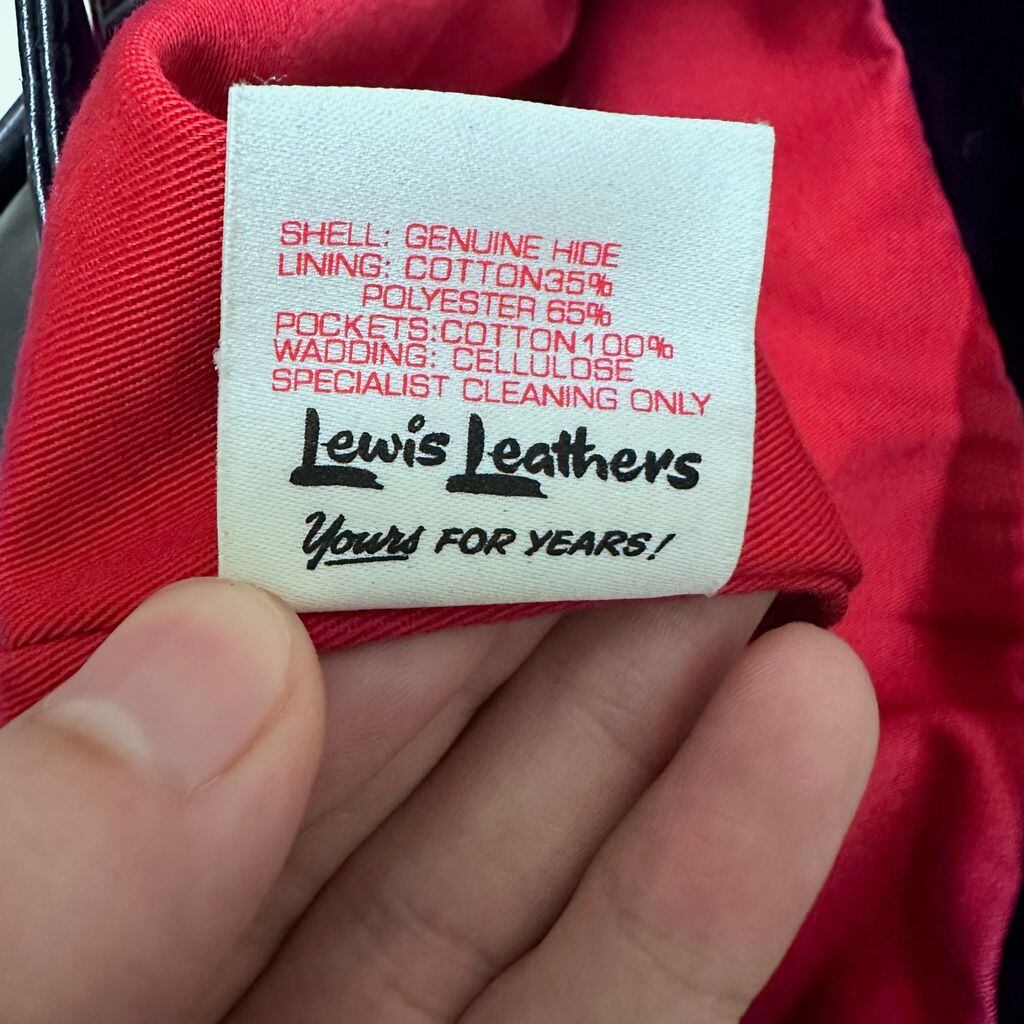 SHELL: GENUINE HIDE
LINING: COTTON35%
POLYESTER 65%
POCKETS:COTTON100%
WADDING: CELLULOSE
SPECIALIST CLEANING ONLY
Lewis Leathers
Yours FOR YEARS!